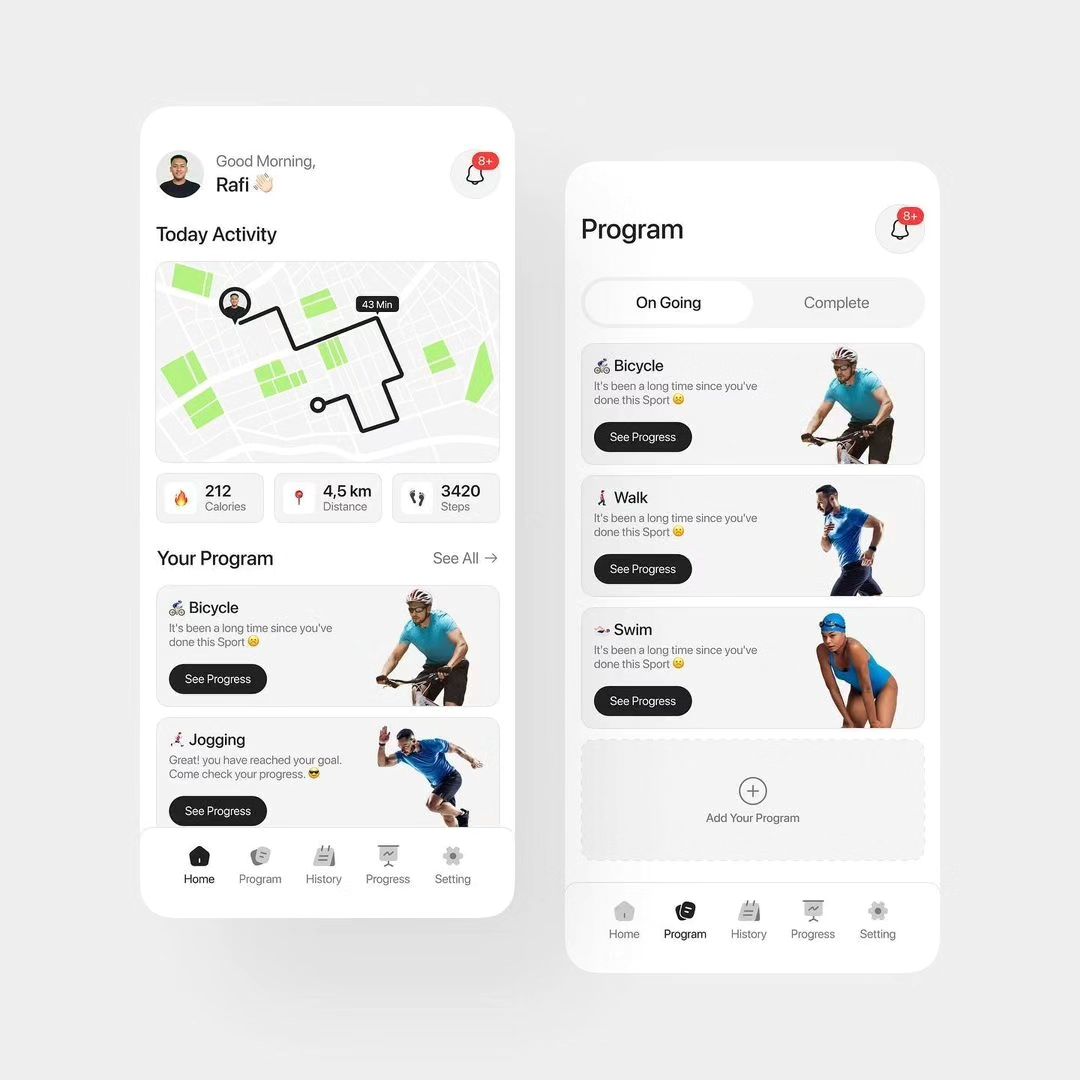 Good Morning,
Rafi 👋🏻
8+
Today Activity
43 Min
212
Calories
4,5 km
Distance
3420
Steps
Your Program
See All →
Bicycle
It's been a long time since you've
done this Sport ☹️
See Progress
Jogging
Great! you have reached your goal.
Come check your progress. 😎
See Progress
Home
Program
History
Progress
Setting
Program
8+
On Going
Complete
Bicycle
It's been a long time since you've
done this Sport ☹️
See Progress
Walk
It's been a long time since you've
done this Sport ☹️
See Progress
Swim
It's been a long time since you've
done this Sport ☹️
See Progress
Add Your Program
Home
Program
History
Progress
Setting